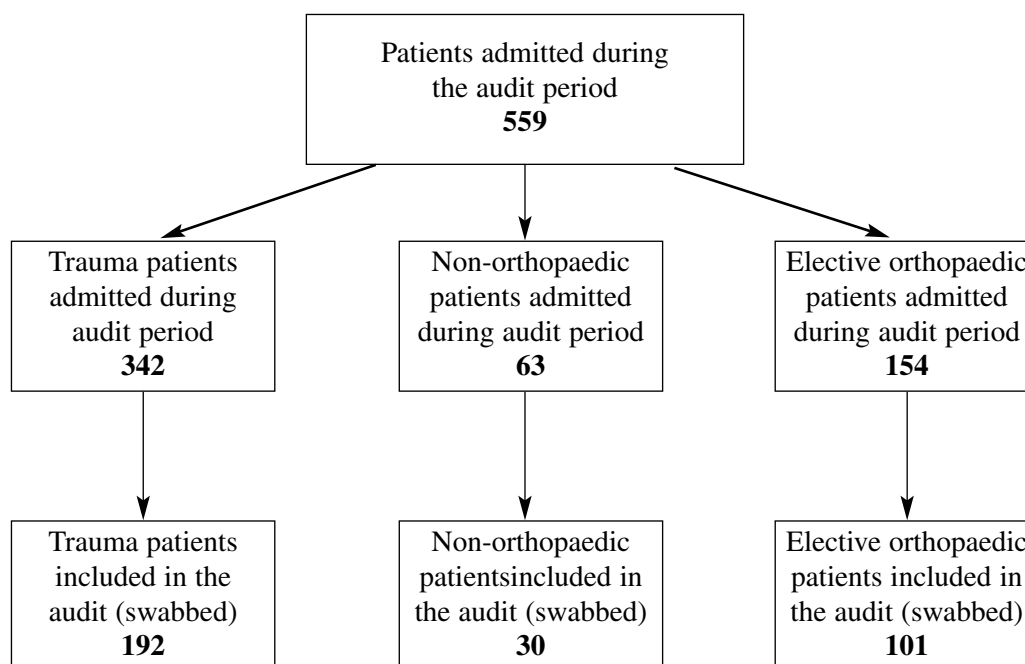 Patients admitted during
the audit period
559
Trauma patients
admitted during
audit period
342
Non-orthopaedic
patients admitted
during audit period
63
Elective orthopaedic
patients admitted
during audit period
154
Trauma patients
included in the
audit (swabbed)
192
Non-orthopaedic
patientsincluded in
the audit (swabbed)
30
Elective orthopaedic
patients included in
the audit (swabbed)
101